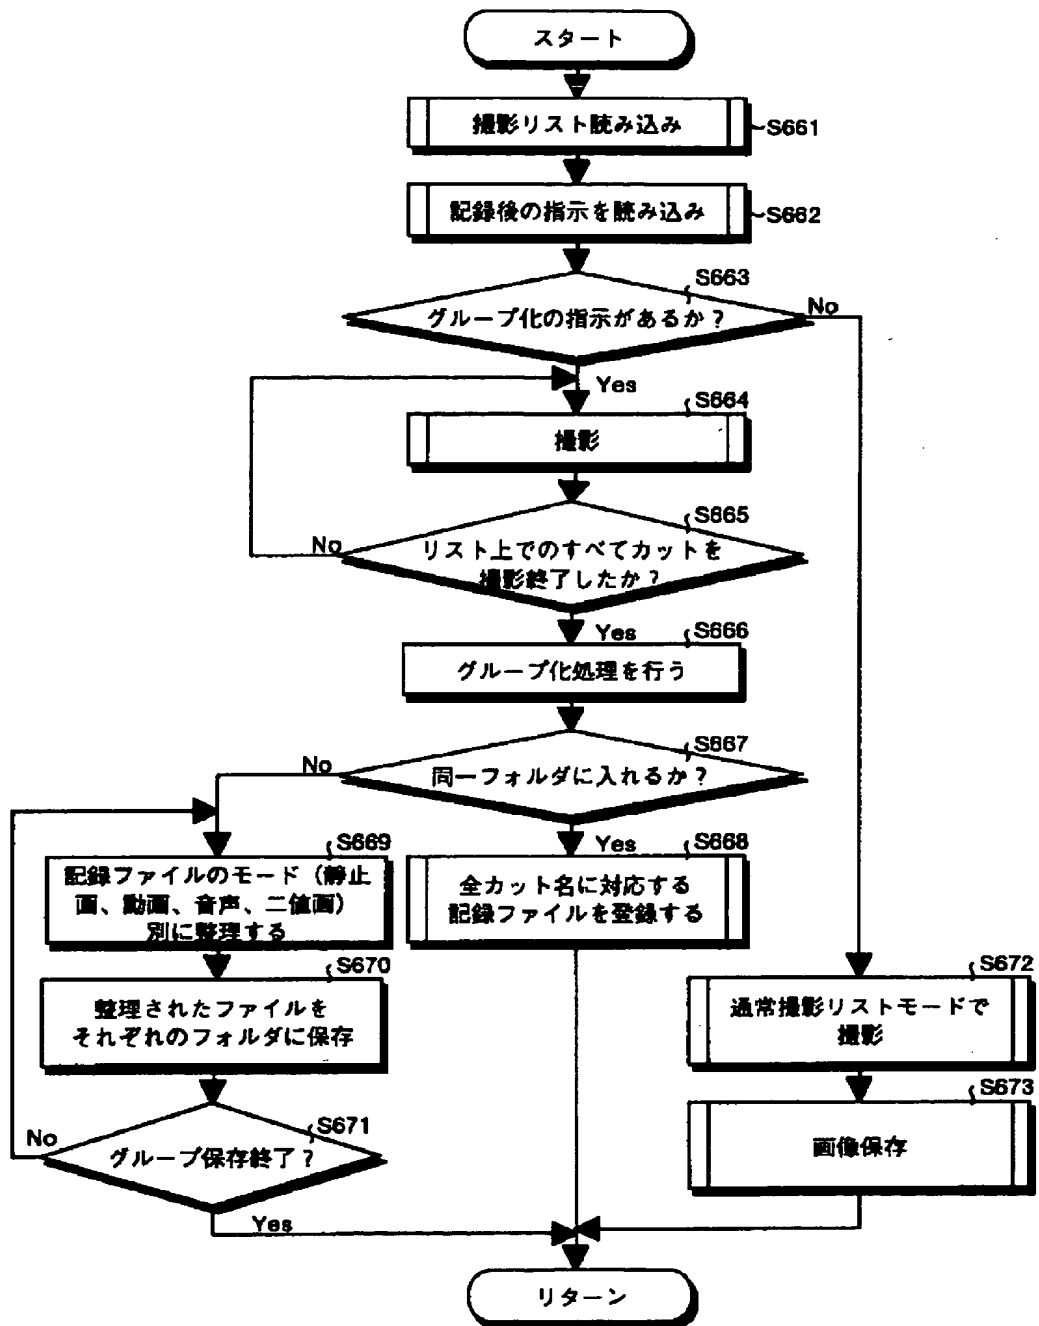 スタート
撮影リスト読み込み
S661
記録後の指示を読み込み
S662
S663
グループ化の指示があるか？
No
Yes
S664
撮影
S665
No
リスト上でのすべてカットを
撮影終了したか？
Yes
S666
グループ化処理を行う
S667
No
同一フォルダに入れるか？
Yes
S668
全カット名に対応する
記録ファイルを登録する
S669
記録ファイルのモード（静止
画、動画、音声、二値画）
別に整理する
S670
整理されたファイルを
それぞれのフォルダに保存
S671
No
グループ保存終了？
Yes
S672
通常撮影リストモードで
撮影
S673
画像保存
リターン